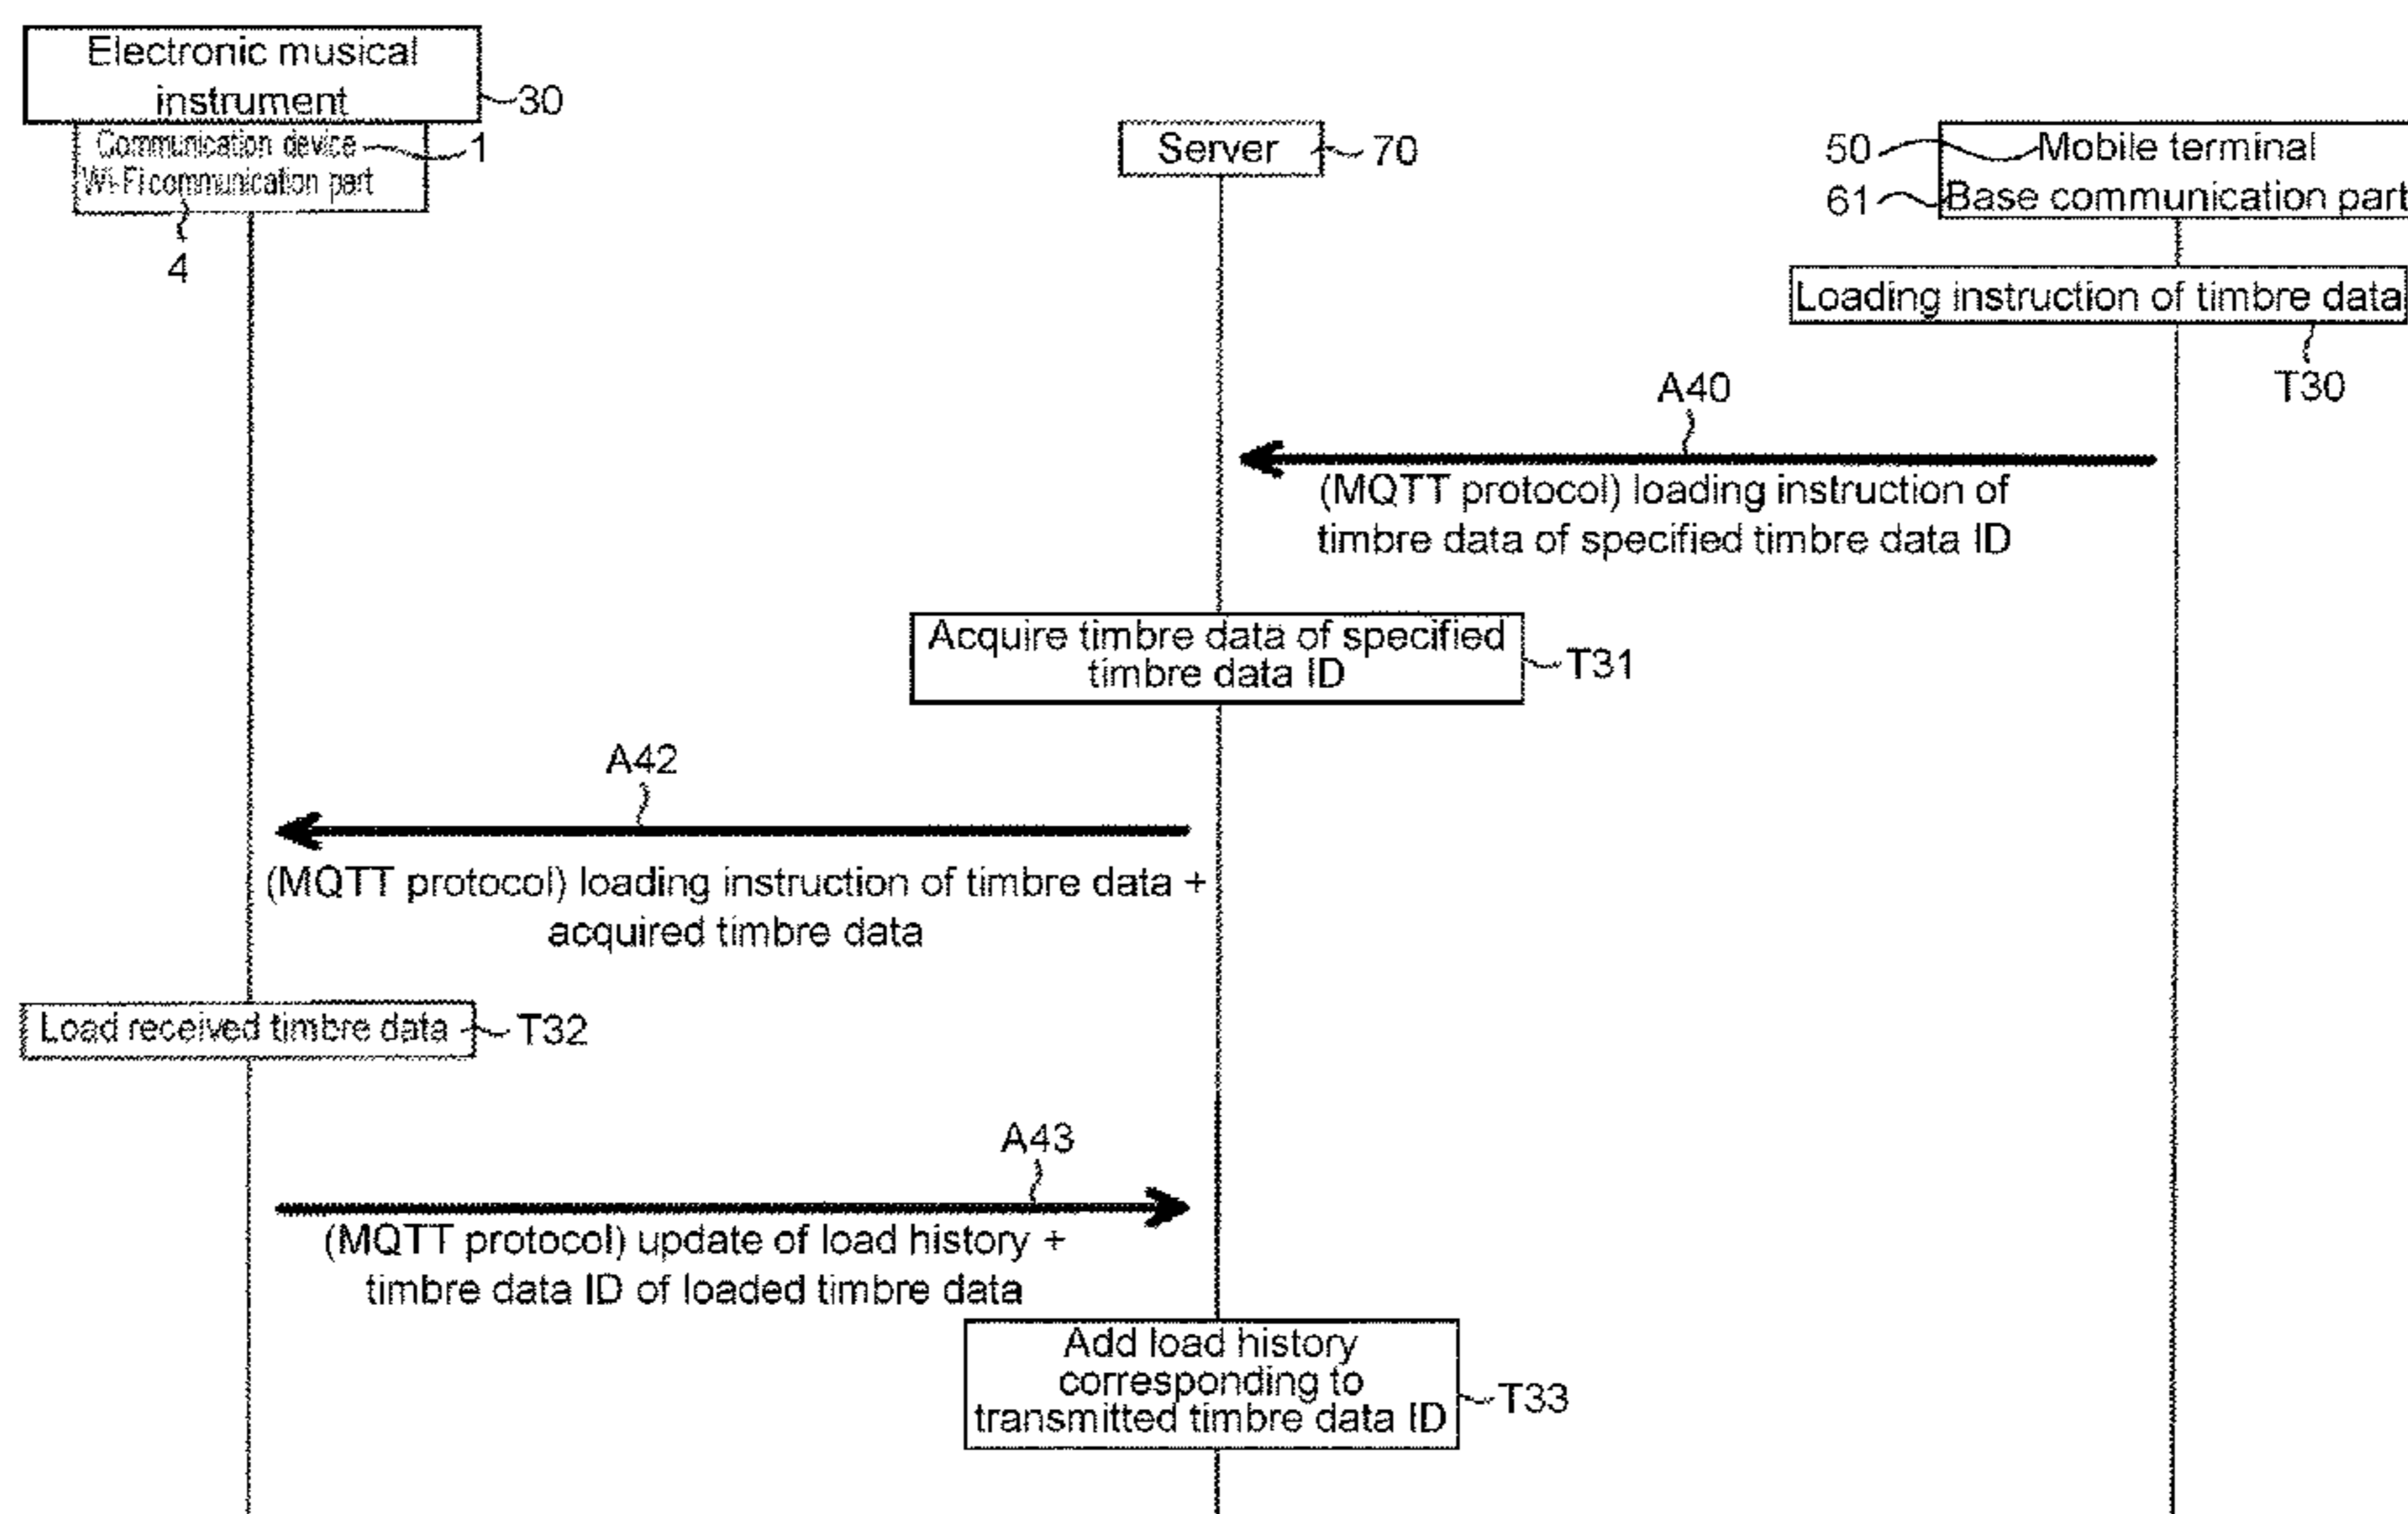 Electronic musical
instrument
30
Communication device
1
Wi-Fi communication part
4
Server
70
50
Mobile terminal
61
Base communication part
Loading instruction of timbre data
T30
A40
(MQTT protocol) loading instruction of
timbre data of specified timbre data ID
Acquire timbre data of specified
timbre data ID
T31
A42
(MQTT protocol) loading instruction of timbre data +
acquired timbre data
Load received timbre data
T32
A43
(MQTT protocol) update of load history +
timbre data ID of loaded timbre data
Add load history
corresponding to
transmitted timbre data ID
T33